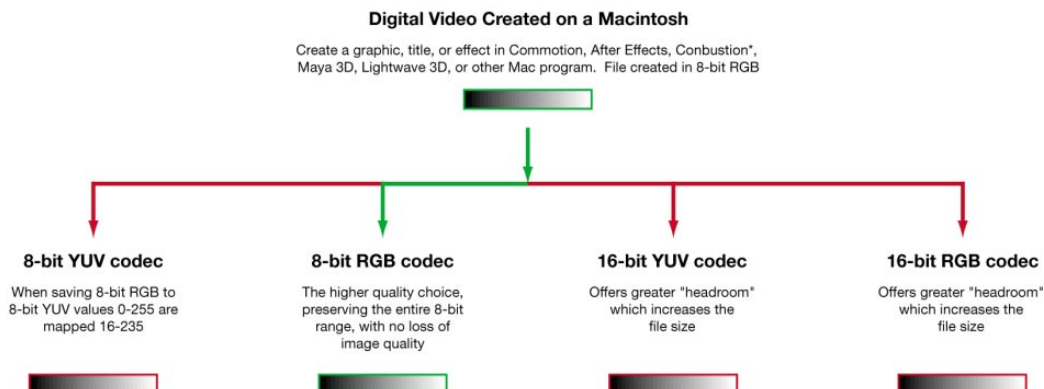 Digital Video Created on a Macintosh
Create a graphic, title, or effect in Commotion, After Effects, Conbustion*,
Maya 3D, Lightwave 3D, or other Mac program. File created in 8-bit RGB
8-bit YUV codec
When saving 8-bit RGB to
8-bit YUV values 0-255 are
mapped 16-235
8-bit RGB codec
The higher quality choice,
preserving the entire 8-bit
range, with no loss of
image quality
16-bit YUV codec
Offers greater "headroom"
which increases the
file size
16-bit RGB codec
Offers greater "headroom"
which increases the
file size